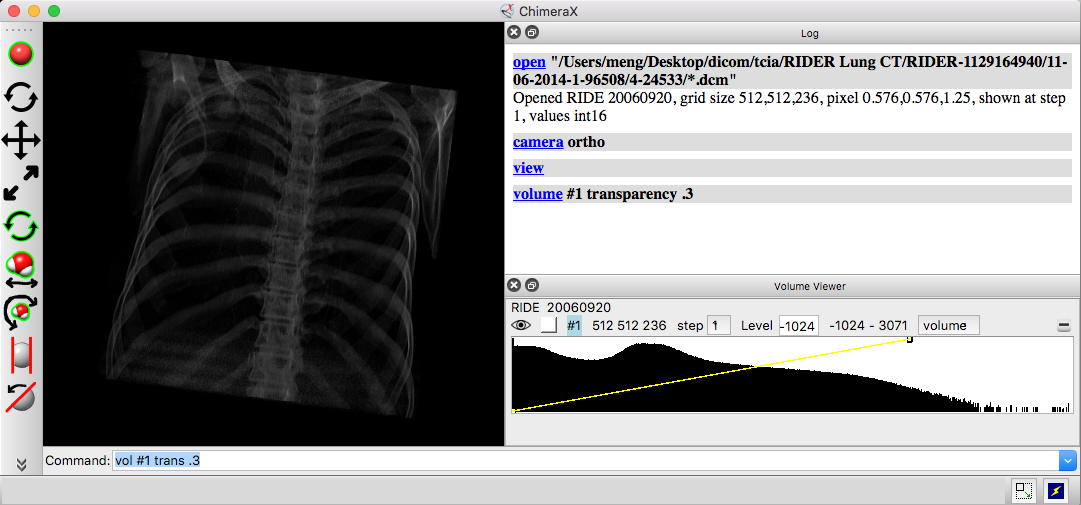 ChimeraX
Log
open "/Users/meng/Desktop/dicom/tcia/RIDER Lung CT/RIDER-1129164940/11-
06-2014-1-96508/4-24533/*.dcm"
Opened RIDE 20060920, grid size 512,512,236, pixel 0.576,0.576,1.25, shown at step
1, values int16
camera ortho
view
volume #1 transparency .3
Volume Viewer
RIDE 20060920
#1 512 512 236 step 1 Level -1024 -1024 - 3071 volume
Command: vol #1 trans .3